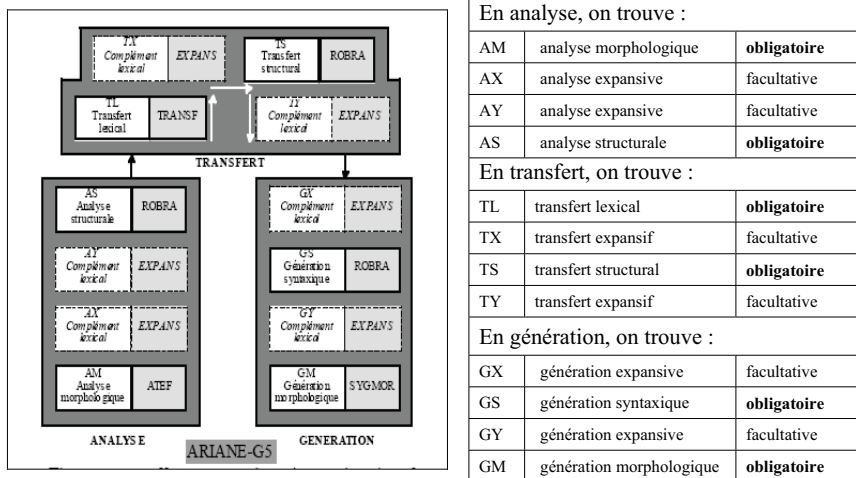 TX
Complément
lexical
EXPANS
TS
Transfert
structural
ROBRA
TL
Transfert
lexical
TRANSF
TY
Complément
lexical
EXPANS
TRANSFERT
AS
Analyse
structurale
ROBRA
AY
Complément
lexical
EXPANS
AX
Complément
lexical
EXPANS
AM
Analyse
morphologique
ATEF
ANALYSE
GX
Complément
lexical
EXPANS
GS
Génération
syntaxique
ROBRA
GY
Complément
lexical
EXPANS
GM
Génération
morphologique
SYGMOR
GENERATION
ARIANE-G5
En analyse, on trouve :
AM analyse morphologique obligatoire
AX analyse expansive facultative
AY analyse expansive facultative
AS analyse structurale obligatoire
En transfert, on trouve :
TL transfert lexical obligatoire
TX transfert expansif facultative
TS transfert structural obligatoire
TY transfert expansif facultative
En génération, on trouve :
GX génération expansive facultative
GS génération syntaxique obligatoire
GY génération expansive facultative
GM génération morphologique obligatoire